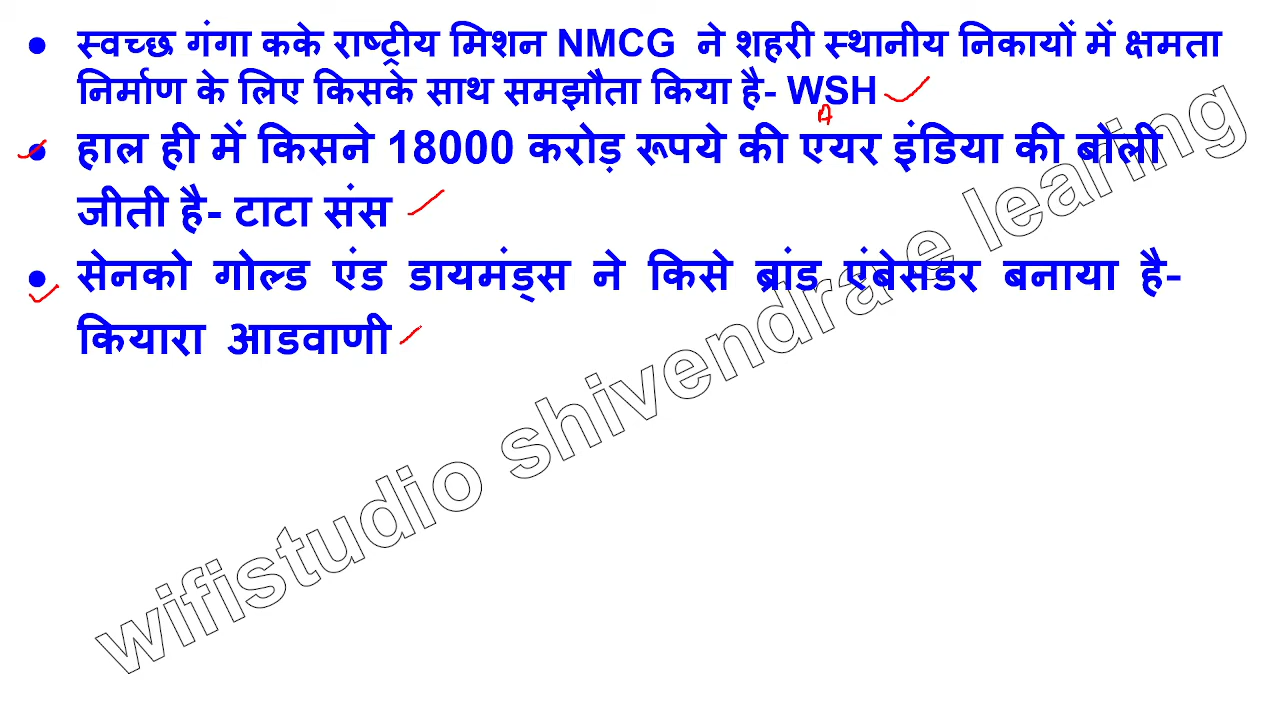 • स्वच्छ गंगा कके राष्ट्रीय मिशन NMCG ने शहरी स्थानीय निकायों में क्षमता
निर्माण के लिए किसके साथ समझौता किया है- WSH
• हाल ही में किसने 18000 करोड़ रूपये की एयर इंडिया की बोली
जीती है- टाटा संस
• सेनको गोल्ड एंड डायमंड्स ने किसे ब्रांड एंबेसडर बनाया है-
कियारा आडवाणी
wifistudio shivendra e learing